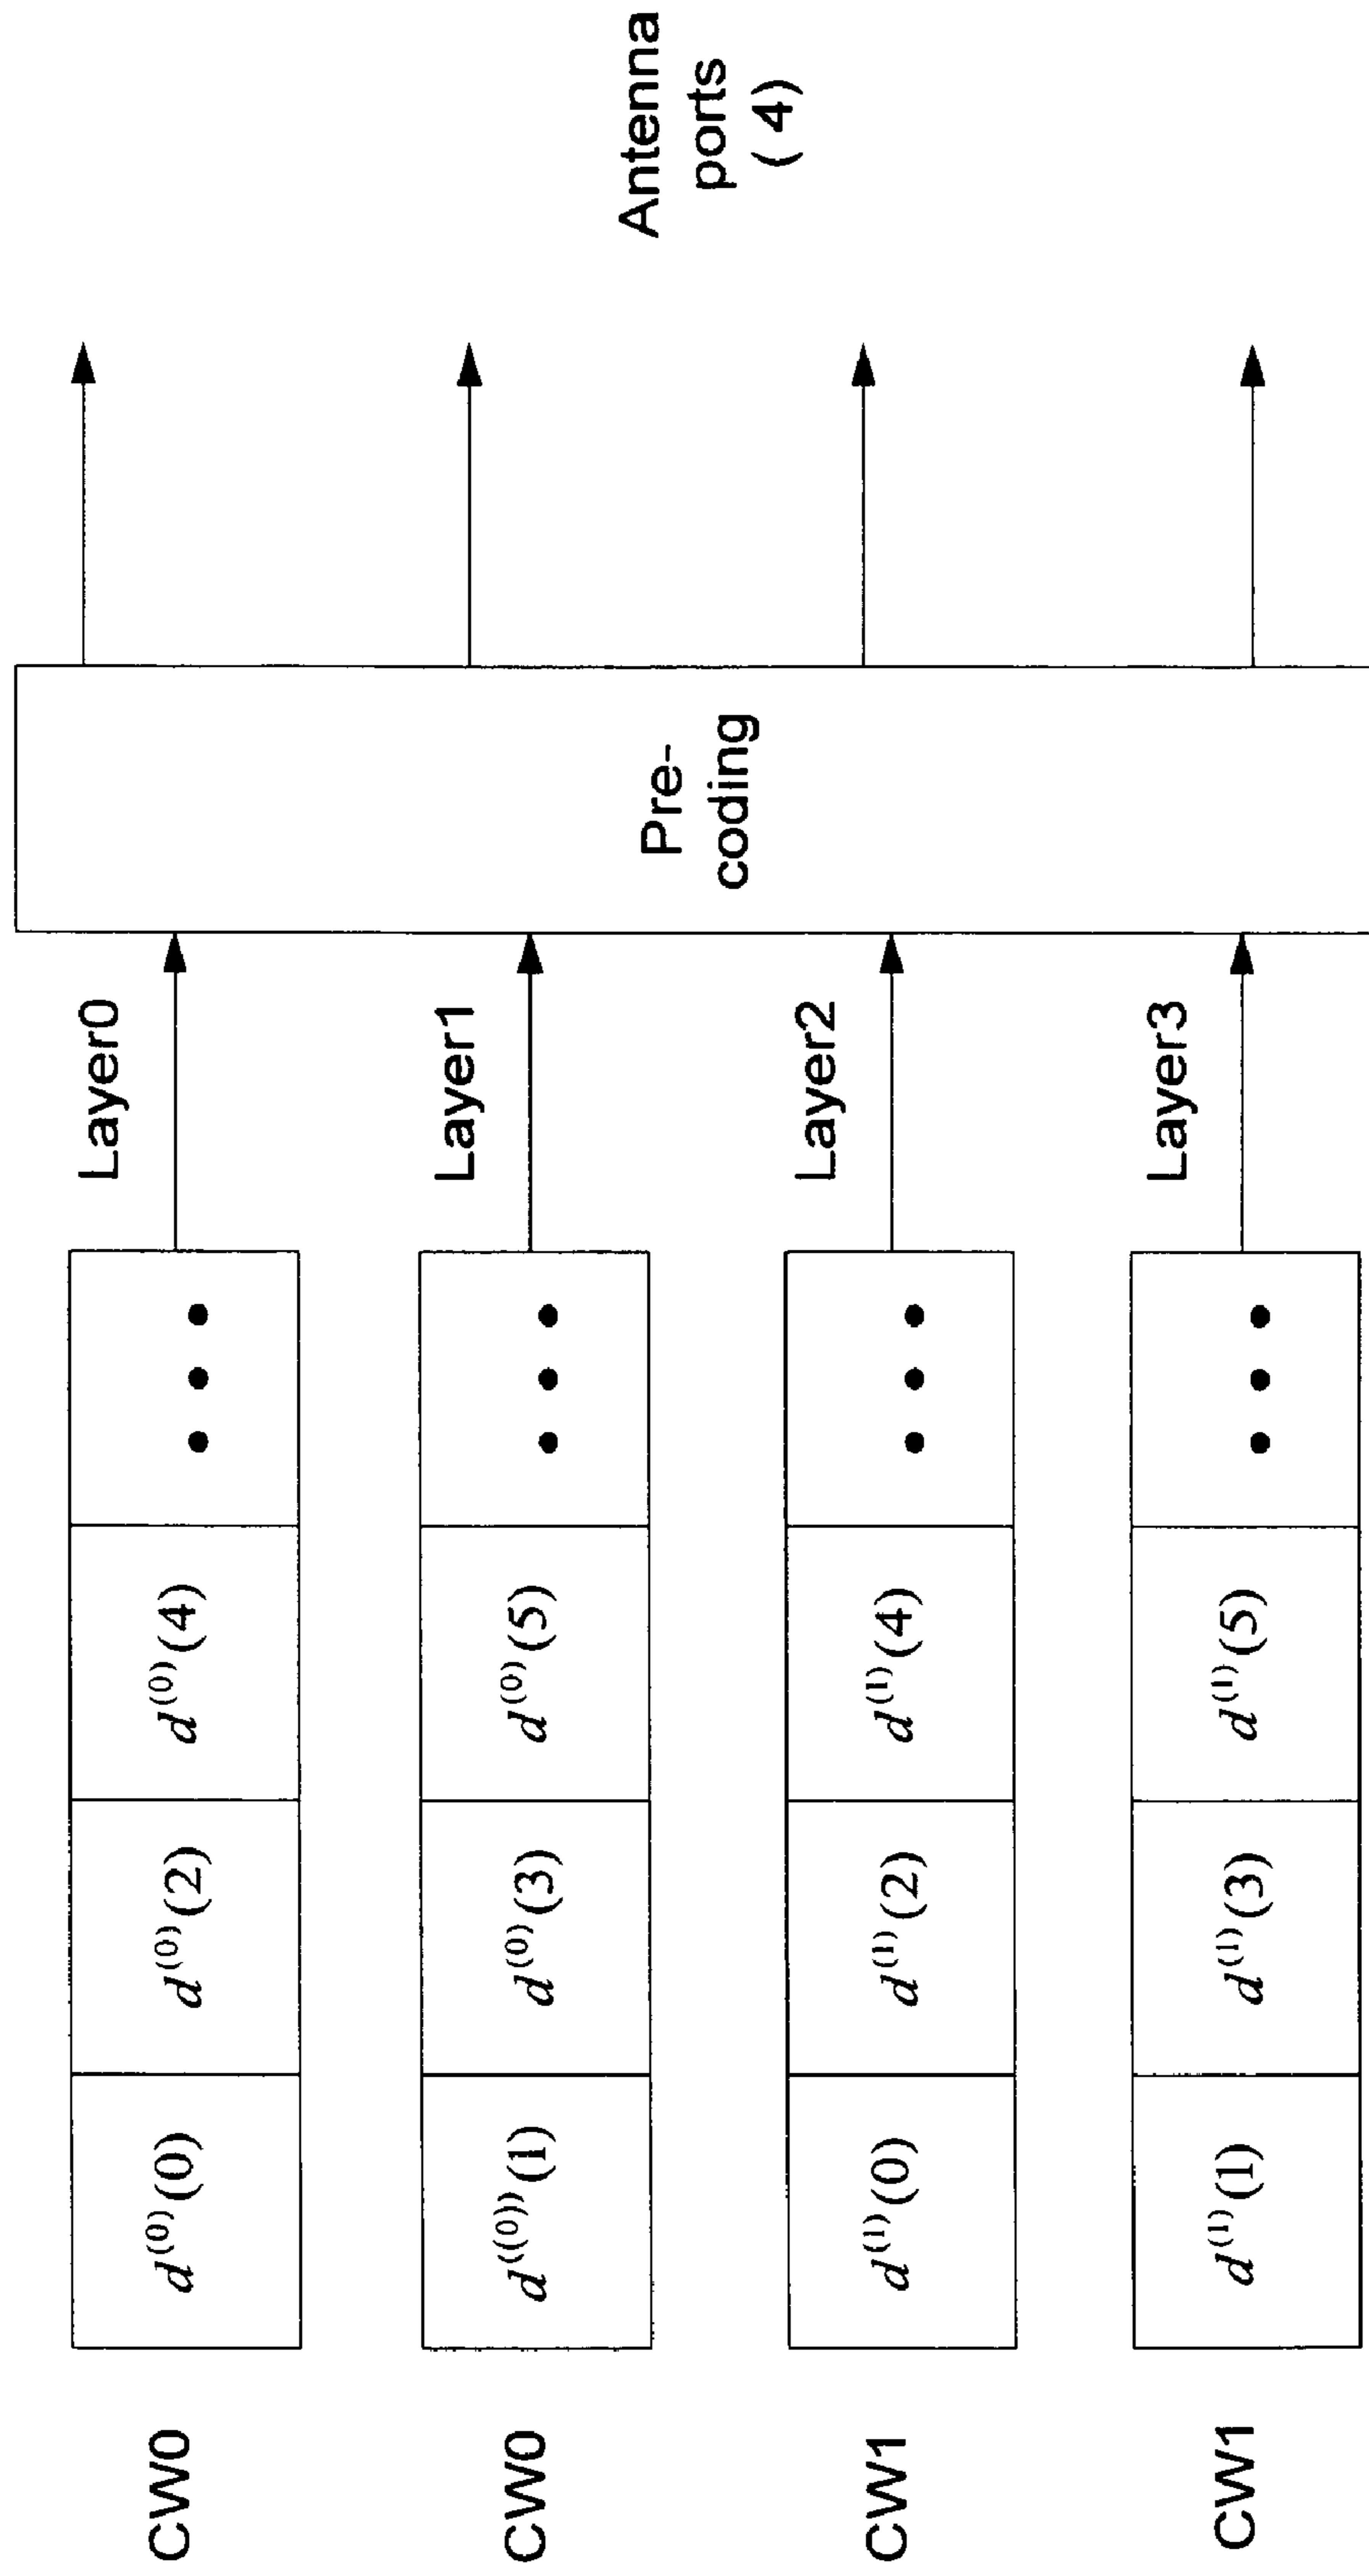 CW0 d^(0)(0) d^(0)(2) d^(0)(4) ••• Layer0
CW0 d^((0))(1) d^(0)(3) d^(0)(5) ••• Layer1
CW1 d^(1)(0) d^(1)(2) d^(1)(4) ••• Layer2
CW1 d^(1)(1) d^(1)(3) d^(1)(5) ••• Layer3
Pre-
coding
Antenna
ports
( 4)